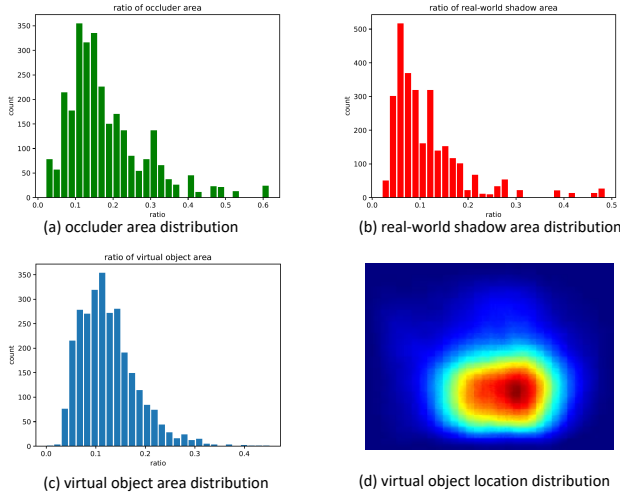 ratio of occluder area
350
300
250
200
150
100
50
0
count
0.0 0.1 0.2 0.3 0.4 0.5 0.6
ratio
(a) occluder area distribution
ratio of real-world shadow area
500
400
300
200
100
0
count
0.0 0.1 0.2 0.3 0.4 0.5
ratio
(b) real-world shadow area distribution
ratio of virtual object area
350
300
250
200
150
100
50
0
count
0.0 0.1 0.2 0.3 0.4
ratio
(c) virtual object area distribution
(d) virtual object location distribution